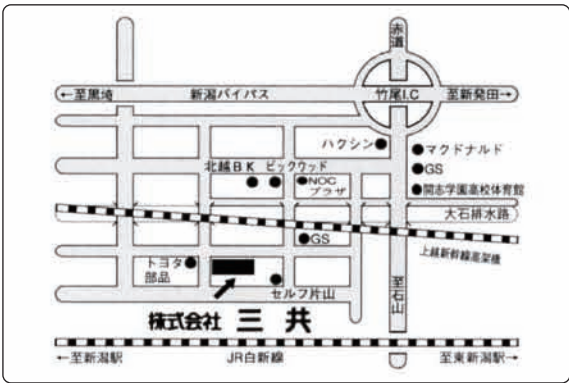 赤道
←至黒埼
新潟バイパス
竹尾I.C
至新発田→
ハクシン
マクドナルド
GS
開志学園高校体育館
北越BK
ビックウッド
NOC
プラザ
大石排水路
GS
上越新幹線高架橋
トヨタ
部品
セルフ片山
至石山
株式会社 三共
←至新潟駅
JR白新線
至東新潟駅→